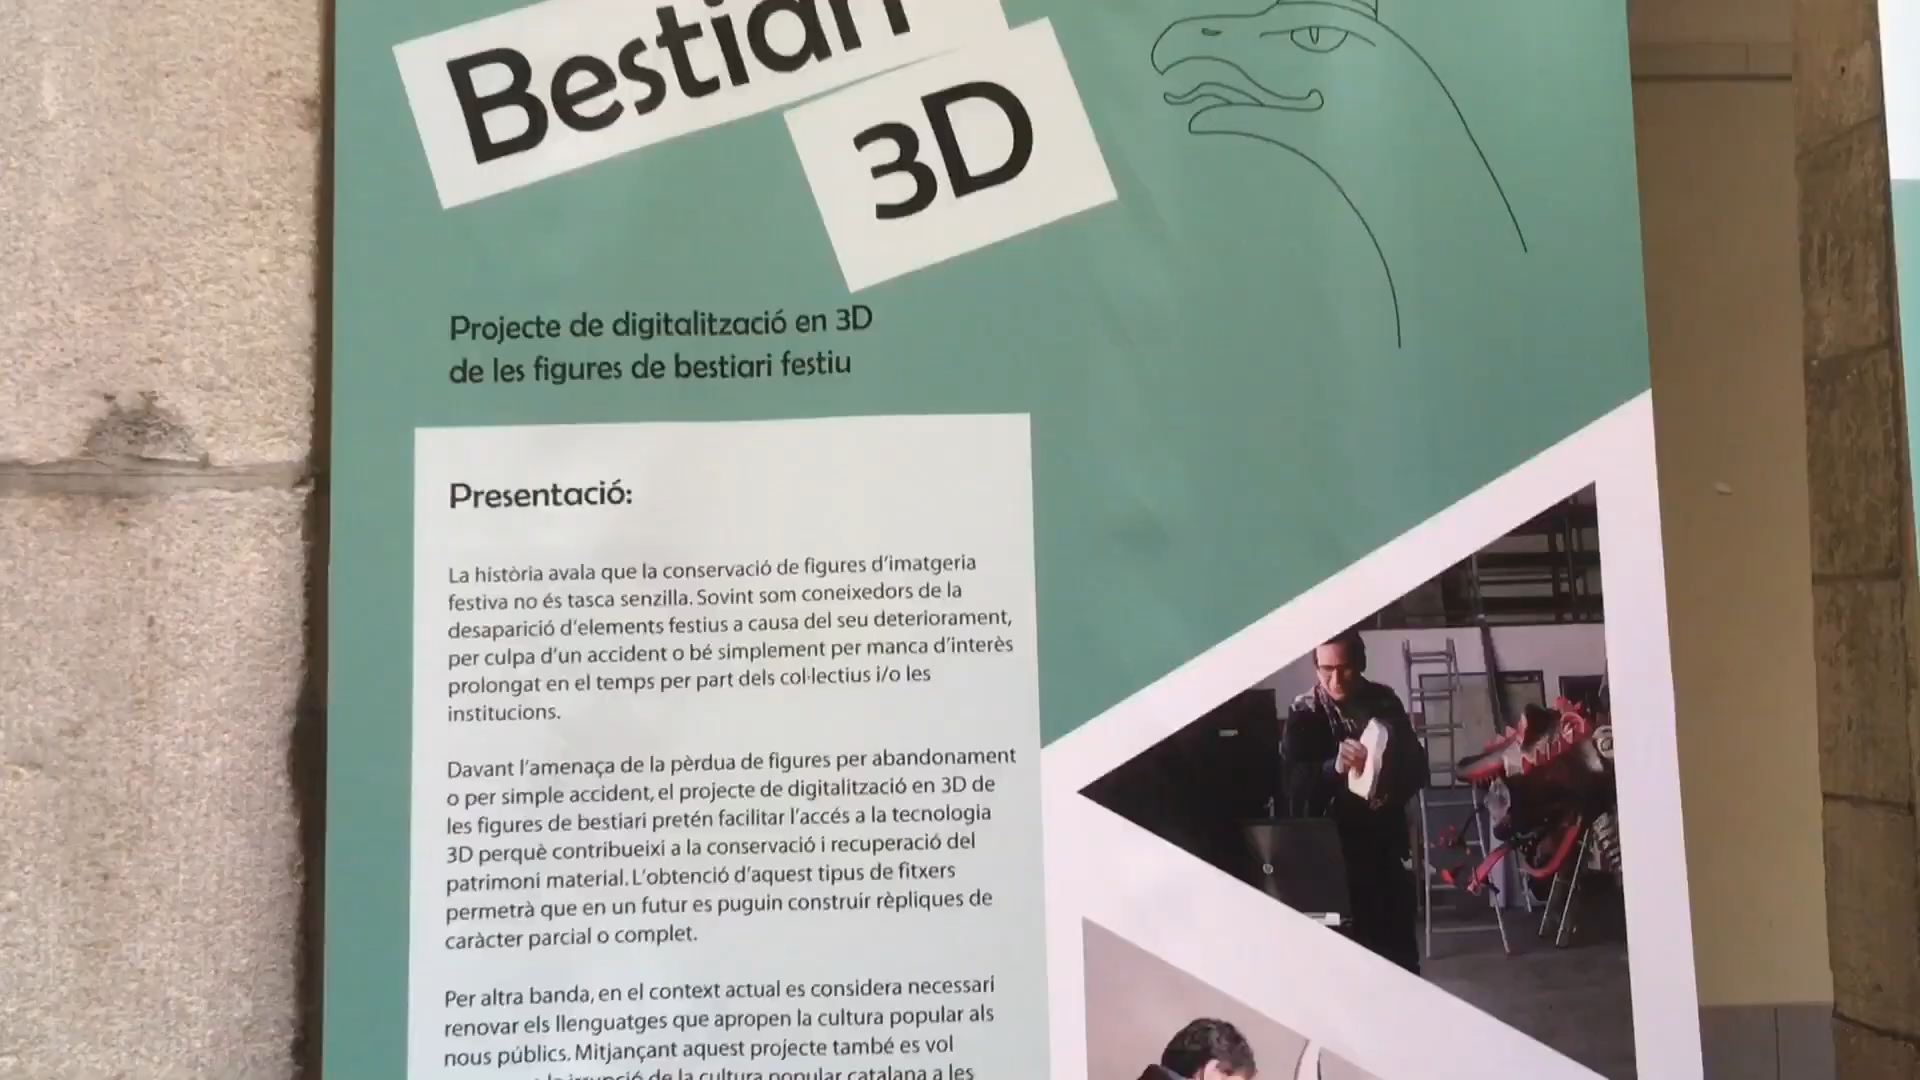 Bestiari
3D
Projecte de digitalització en 3D
de les figures de bestiari festiu
Presentació:
La història avala que la conservació de figures d'imatgeria
festiva no és tasca senzilla. Sovint som coneixedors de la
desaparició d'elements festius a causa del seu deteriorament,
per culpa d'un accident o bé simplement per manca d'interès
prolongat en el temps per part dels col·lectius i/o les
institucions.
Davant l'amenaça de la pèrdua de figures per abandonament
o per simple accident, el projecte de digitalització en 3D de
les figures de bestiari pretén facilitar l'accés a la tecnologia
3D perquè contribueixi a la conservació i recuperació del
patrimoni material. L'obtenció d'aquest tipus de fitxers
permetrà que en un futur es puguin construir rèpliques de
caràcter parcial o complet.
Per altra banda, en el context actual es considera necessari
renovar els llenguatges que apropen la cultura popular als
nous públics. Mitjançant aquest projecte també es vol
la irrupció de la cultura popular catalana a les